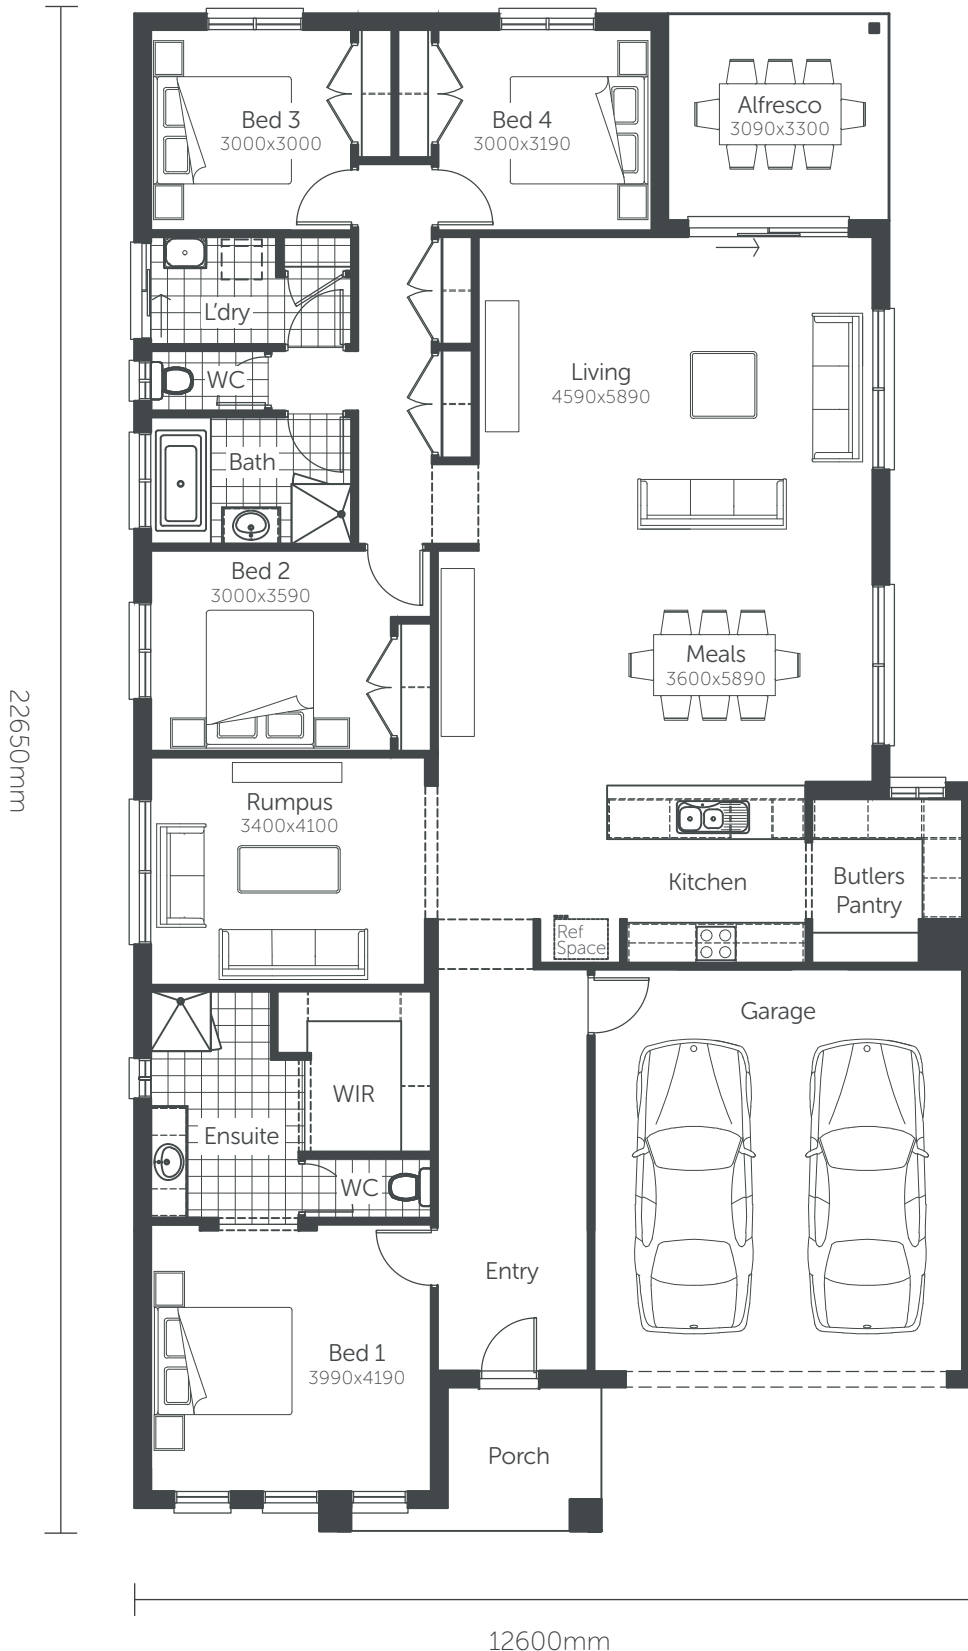 Bed 3
3000x3000
Bed 4
3000x3190
Alfresco
3090x3300
L'dry
WC
Bath
Living
4590x5890
Bed 2
3000x3590
Meals
3600x5890
22650mm
Rumpus
3400x4100
Kitchen
Butlers
Pantry
Ref
Space
Garage
WIR
Ensuite
WC
Entry
Bed 1
3990x4190
Porch
12600mm